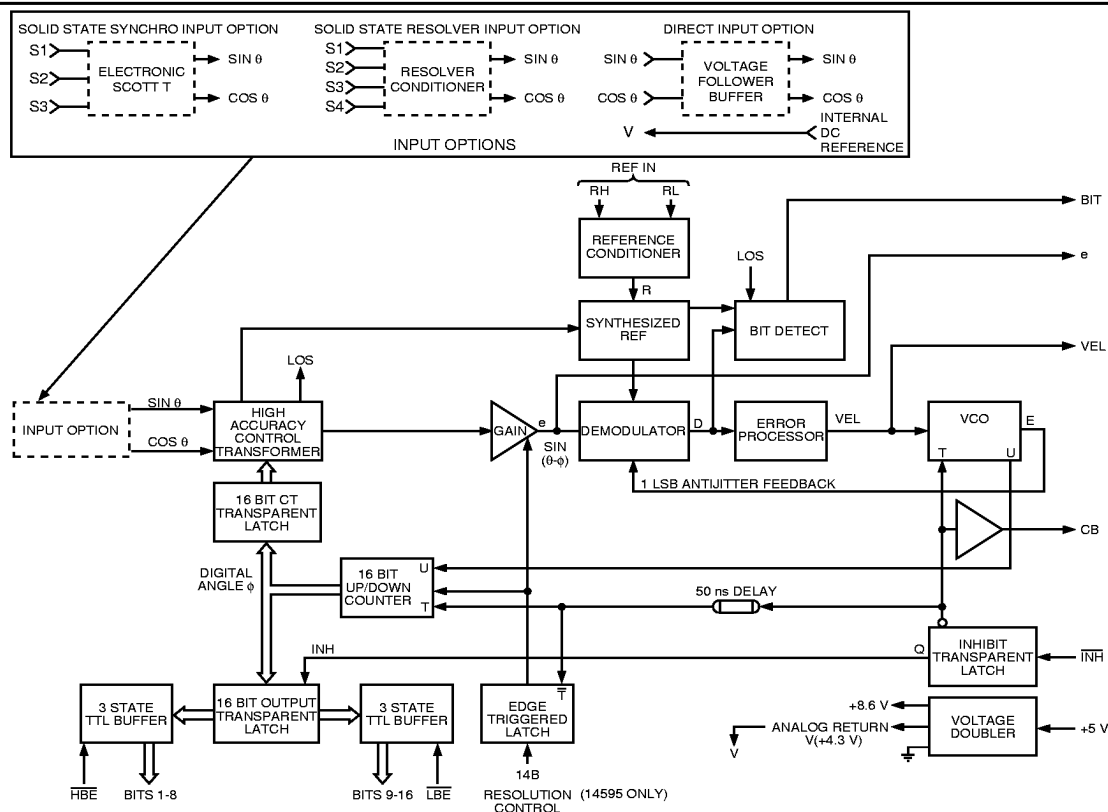 SOLID STATE SYNCHRO INPUT OPTION
S1
S2
S3
ELECTRONIC
SCOTT T
SIN θ
COS θ
SOLID STATE RESOLVER INPUT OPTION
S1
S2
S3
S4
RESOLVER
CONDITIONER
SIN θ
COS θ
DIRECT INPUT OPTION
SIN θ
COS θ
VOLTAGE
FOLLOWER
BUFFER
SIN θ
COS θ
V
INTERNAL
DC
REFERENCE
INPUT OPTIONS
REF IN
RH
RL
REFERENCE
CONDITIONER
R
LOS
SYNTHESIZED
REF
BIT DETECT
BIT
e
VEL
LOS
INPUT OPTION
SIN θ
COS θ
HIGH
ACCURACY
CONTROL
TRANSFORMER
GAIN
e
SIN
(θ-ϕ)
DEMODULATOR
D
ERROR
PROCESSOR
VEL
VCO
E
T
U
1 LSB ANTIJITTER FEEDBACK
16 BIT CT
TRANSPARENT
LATCH
CB
DIGITAL
ANGLE ϕ
16 BIT
UP/DOWN
COUNTER
U
T
50 ns DELAY
INH
Q
INHIBIT
TRANSPARENT
LATCH
I̅N̅H̅
3 STATE
TTL BUFFER
16 BIT OUTPUT
TRANSPARENT
LATCH
3 STATE
TTL BUFFER
T̅
EDGE
TRIGGERED
LATCH
+8.6 V
ANALOG RETURN
V(+4.3 V)
V
VOLTAGE
DOUBLER
+5 V
H̅B̅E̅
BITS 1-8
BITS 9-16
L̅B̅E̅
14B
RESOLUTION
CONTROL
(14595 ONLY)